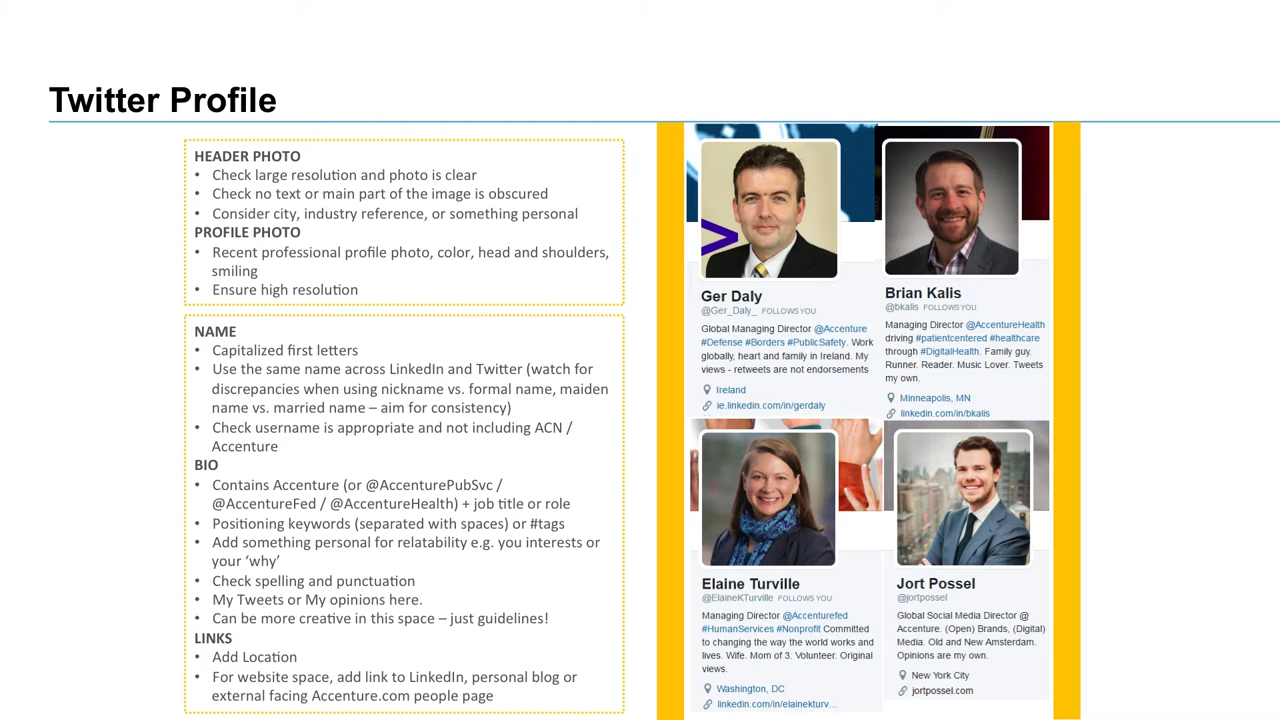 Twitter Profile
HEADER PHOTO
• Check large resolution and photo is clear
• Check no text or main part of the image is obscured
• Consider city, industry reference, or something personal
PROFILE PHOTO
• Recent professional profile photo, color, head and shoulders,
smiling
• Ensure high resolution
NAME
• Capitalized first letters
• Use the same name across LinkedIn and Twitter (watch for
discrepancies when using nickname vs. formal name, maiden
name vs. married name – aim for consistency)
• Check username is appropriate and not including ACN /
Accenture
BIO
• Contains Accenture (or @AccenturePubSvc /
@AccentureFed / @AccentureHealth) + job title or role
• Positioning keywords (separated with spaces) or #tags
• Add something personal for relatability e.g. you interests or
your ‘why’
• Check spelling and punctuation
• My Tweets or My opinions here.
• Can be more creative in this space – just guidelines!
LINKS
• Add Location
• For website space, add link to LinkedIn, personal blog or
external facing Accenture.com people page
Ger Daly
@Ger_Daly_ FOLLOWS YOU
Global Managing Director @Accenture
#Defense #Borders #PublicSafety. Work
globally, heart and family in Ireland. My
views - retweets are not endorsements
Ireland
ie.linkedin.com/in/gerdaly
Brian Kalis
@bkalis FOLLOWS YOU
Managing Director @AccentureHealth
driving #patientcentered #healthcare
through #DigitalHealth. Family guy.
Runner. Reader. Music Lover. Tweets
my own.
Minneapolis, MN
linkedin.com/in/bkalis
Elaine Turville
@ElaineKTurville FOLLOWS YOU
Managing Director @Accenturefed
#HumanServices #Nonprofit Committed
to changing the way the world works and
lives. Wife. Mom of 3. Volunteer. Original
views.
Washington, DC
linkedin.com/in/elainekturv...
Jort Possel
@jortpossel
Global Social Media Director @
Accenture. (Open) Brands, (Digital)
Media. Old and New Amsterdam.
Opinions are my own.
New York City
jortpossel.com